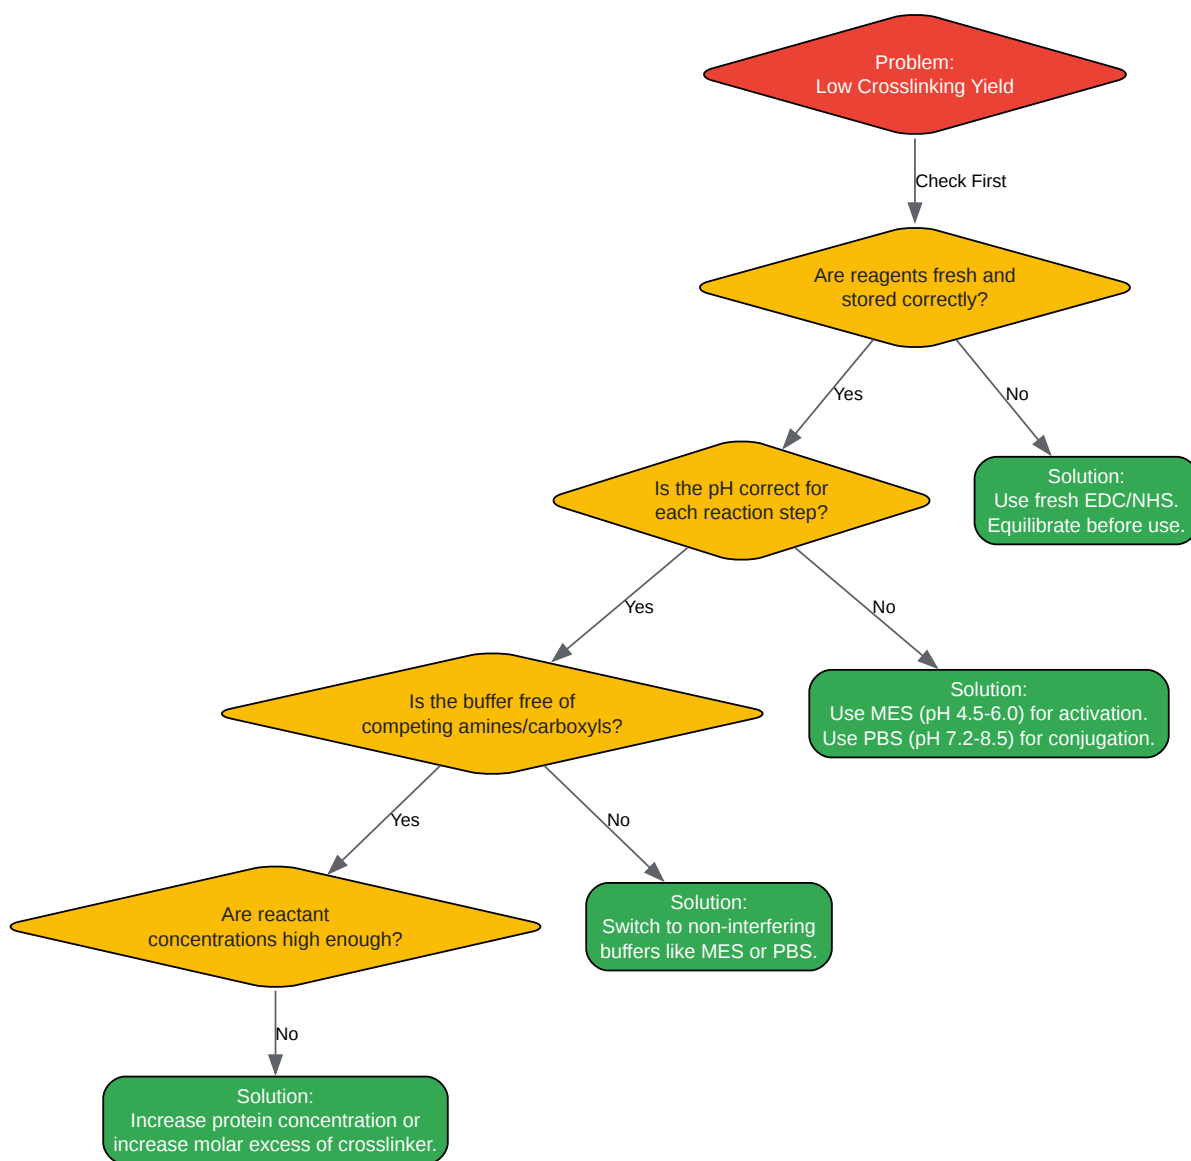 Problem:
Low Crosslinking Yield
Check First
Are reagents fresh and
stored correctly?
Yes
No
Is the pH correct for
each reaction step?
Solution:
Use fresh EDC/NHS.
Equilibrate before use.
Yes
No
Is the buffer free of
competing amines/carboxyls?
Solution:
Use MES (pH 4.5-6.0) for activation.
Use PBS (pH 7.2-8.5) for conjugation.
Yes
No
Are reactant
concentrations high enough?
Solution:
Switch to non-interfering
buffers like MES or PBS.
No
Solution:
Increase protein concentration or
increase molar excess of crosslinker.